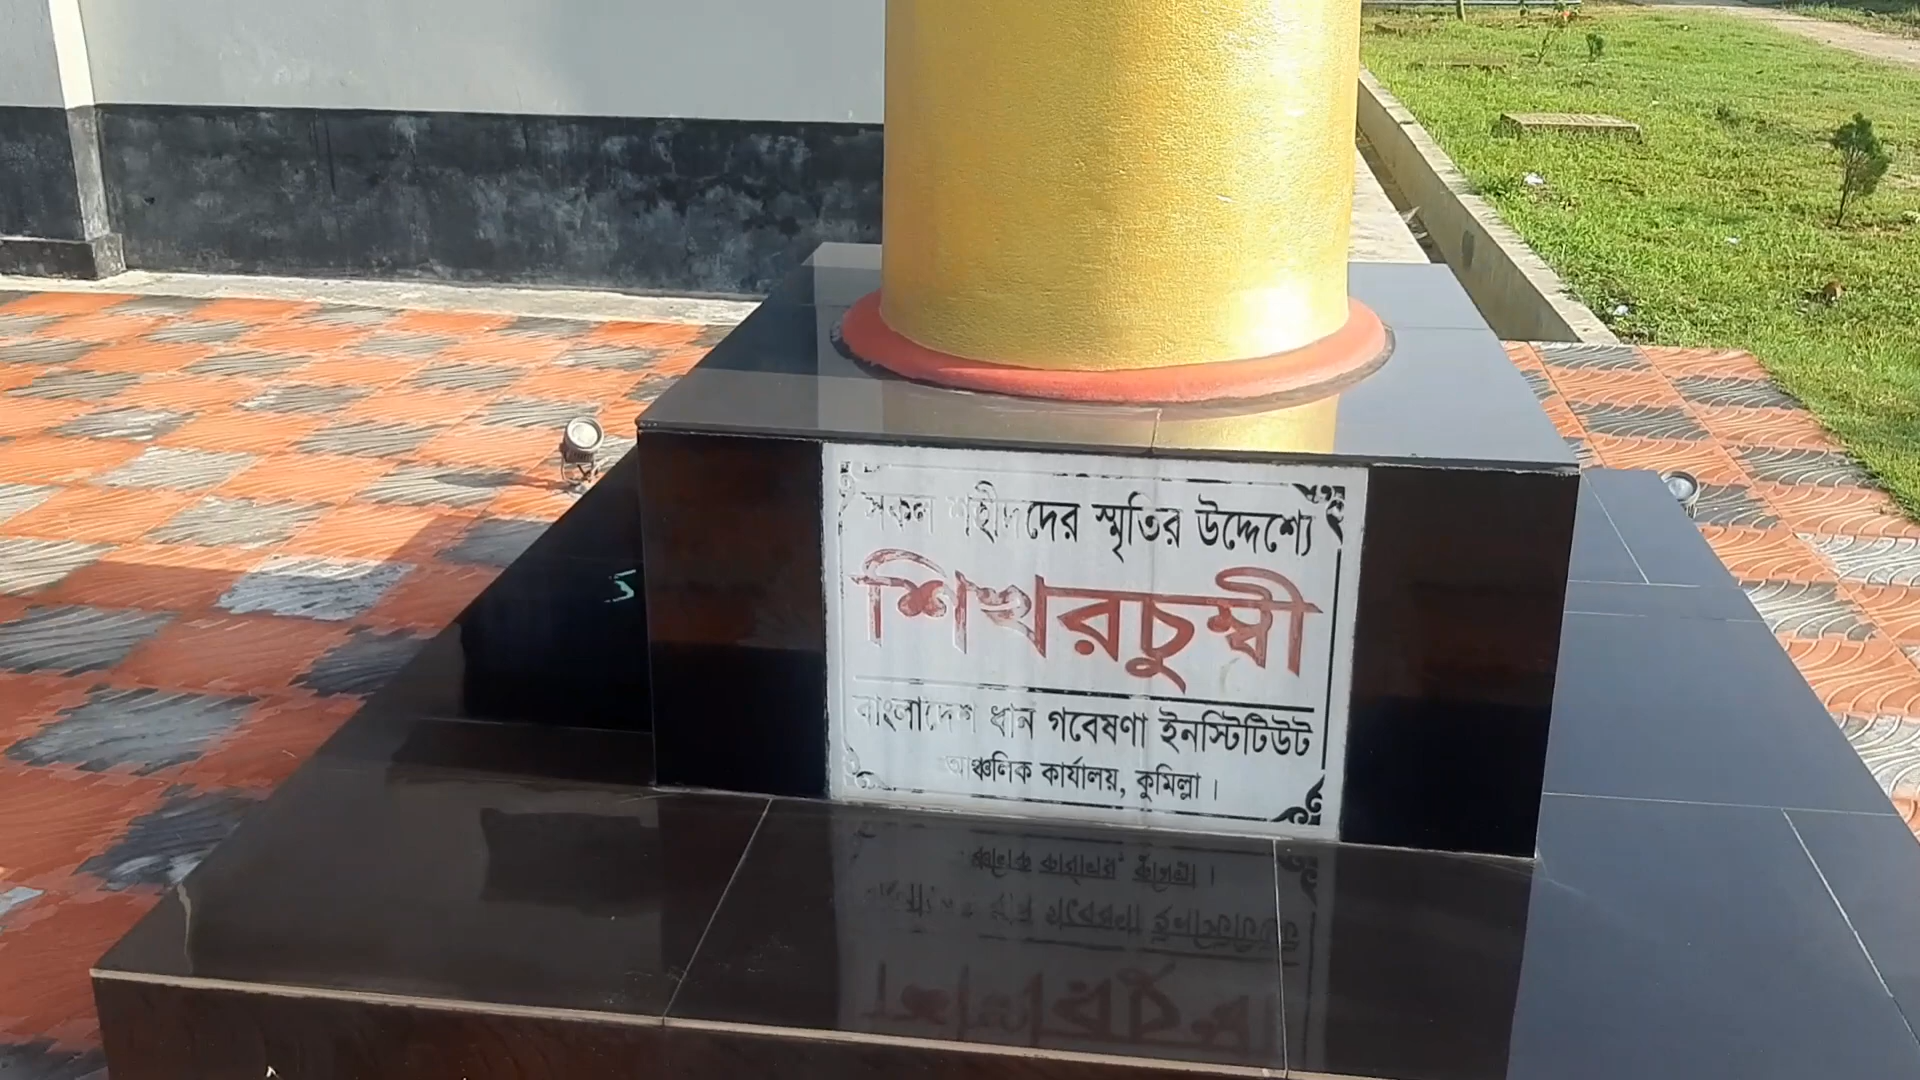 সকল শহীদদের স্মৃতির উদ্দেশ্যে
শিখরচুম্বী
বাংলাদেশ ধান গবেষণা ইনস্টিটিউট
আঞ্চলিক কার্যালয়, কুমিল্লা।